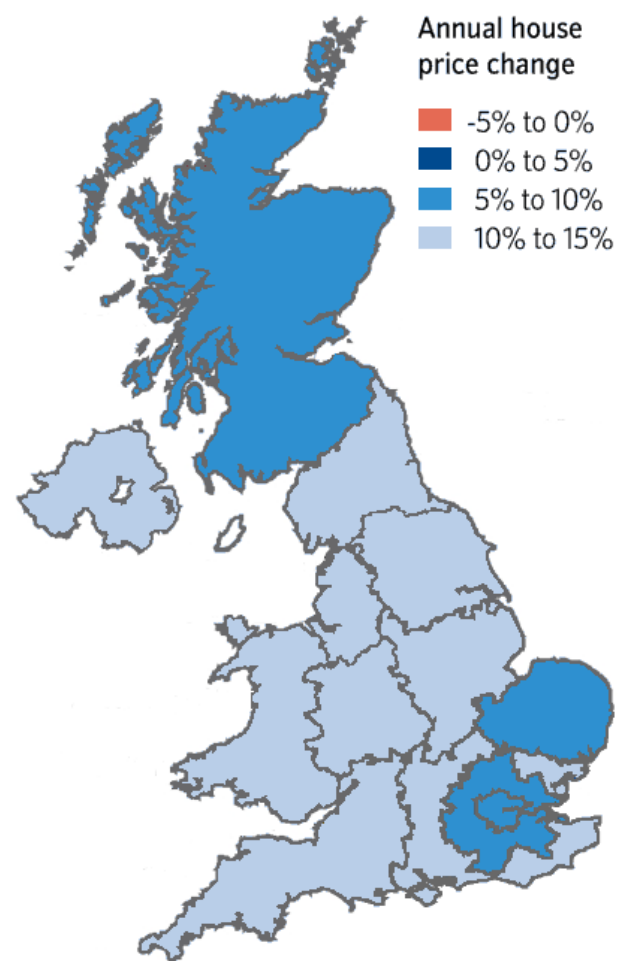 Annual house
price change
-5% to 0%
0% to 5%
5% to 10%
10% to 15%